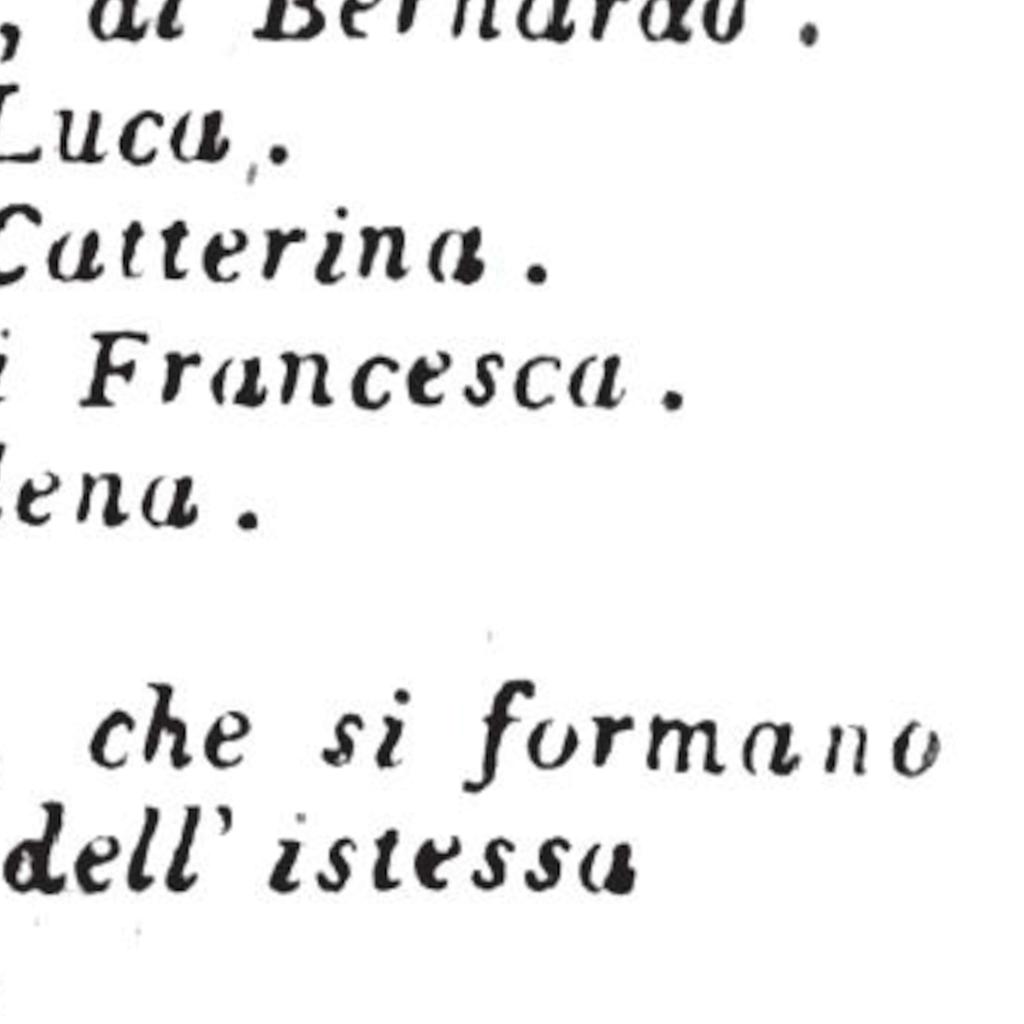 , di Bernardo .
Luca .
Catterina .
i Francesca .
lena .
che si formano
dell' istessa